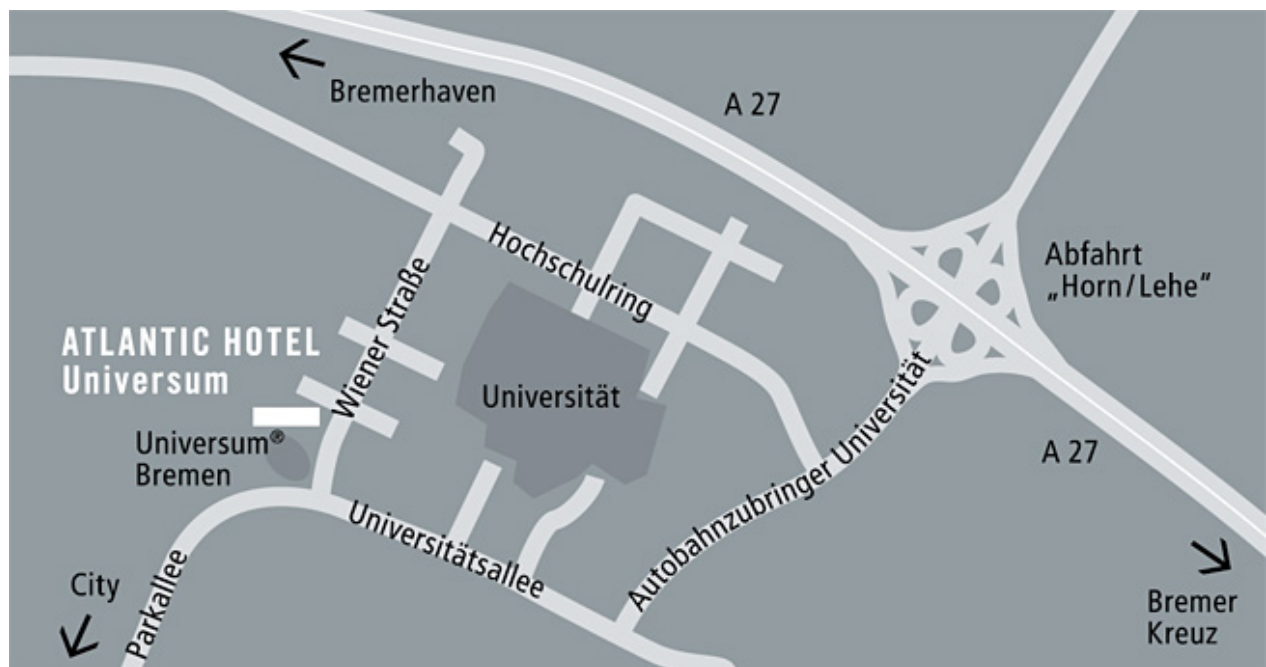 Bremerhaven
A 27
Hochschulring
Abfahrt
„Horn/Lehe“
Wiener Straße
ATLANTIC HOTEL
Universum
Universität
Universum®
Bremen
Autobahnzubringer Universität
A 27
Universitätsallee
Parkallee
City
Bremer
Kreuz